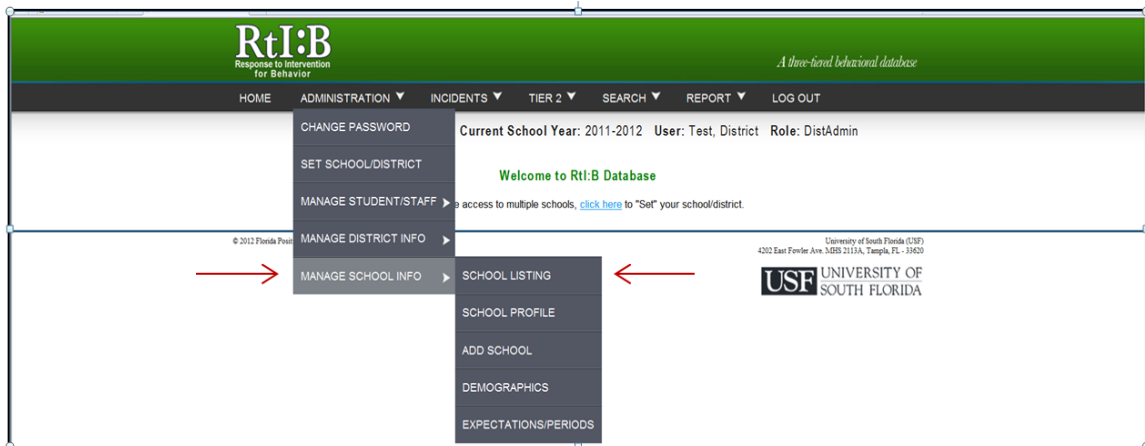 RtI:B
Response to Intervention
for Behavior
A three-tiered behavioral database
HOME ADMINISTRATION INCIDENTS TIER 2 SEARCH REPORT LOG OUT
CHANGE PASSWORD
Current School Year: 2011-2012 User: Test, District Role: DistAdmin
SET SCHOOL/DISTRICT
Welcome to RtI:B Database
MANAGE STUDENT/STAFF
access to multiple schools, click here to "Set" your school/district.
MANAGE DISTRICT INFO
© 2012 Florida
University of South Florida (USF)
4202 East Fowler Ave. MHS 2113A, Tampla, FL - 33620
MANAGE SCHOOL INFO
SCHOOL LISTING
USF UNIVERSITY OF
SOUTH FLORIDA
SCHOOL PROFILE
ADD SCHOOL
DEMOGRAPHICS
EXPECTATIONS/PERIODS